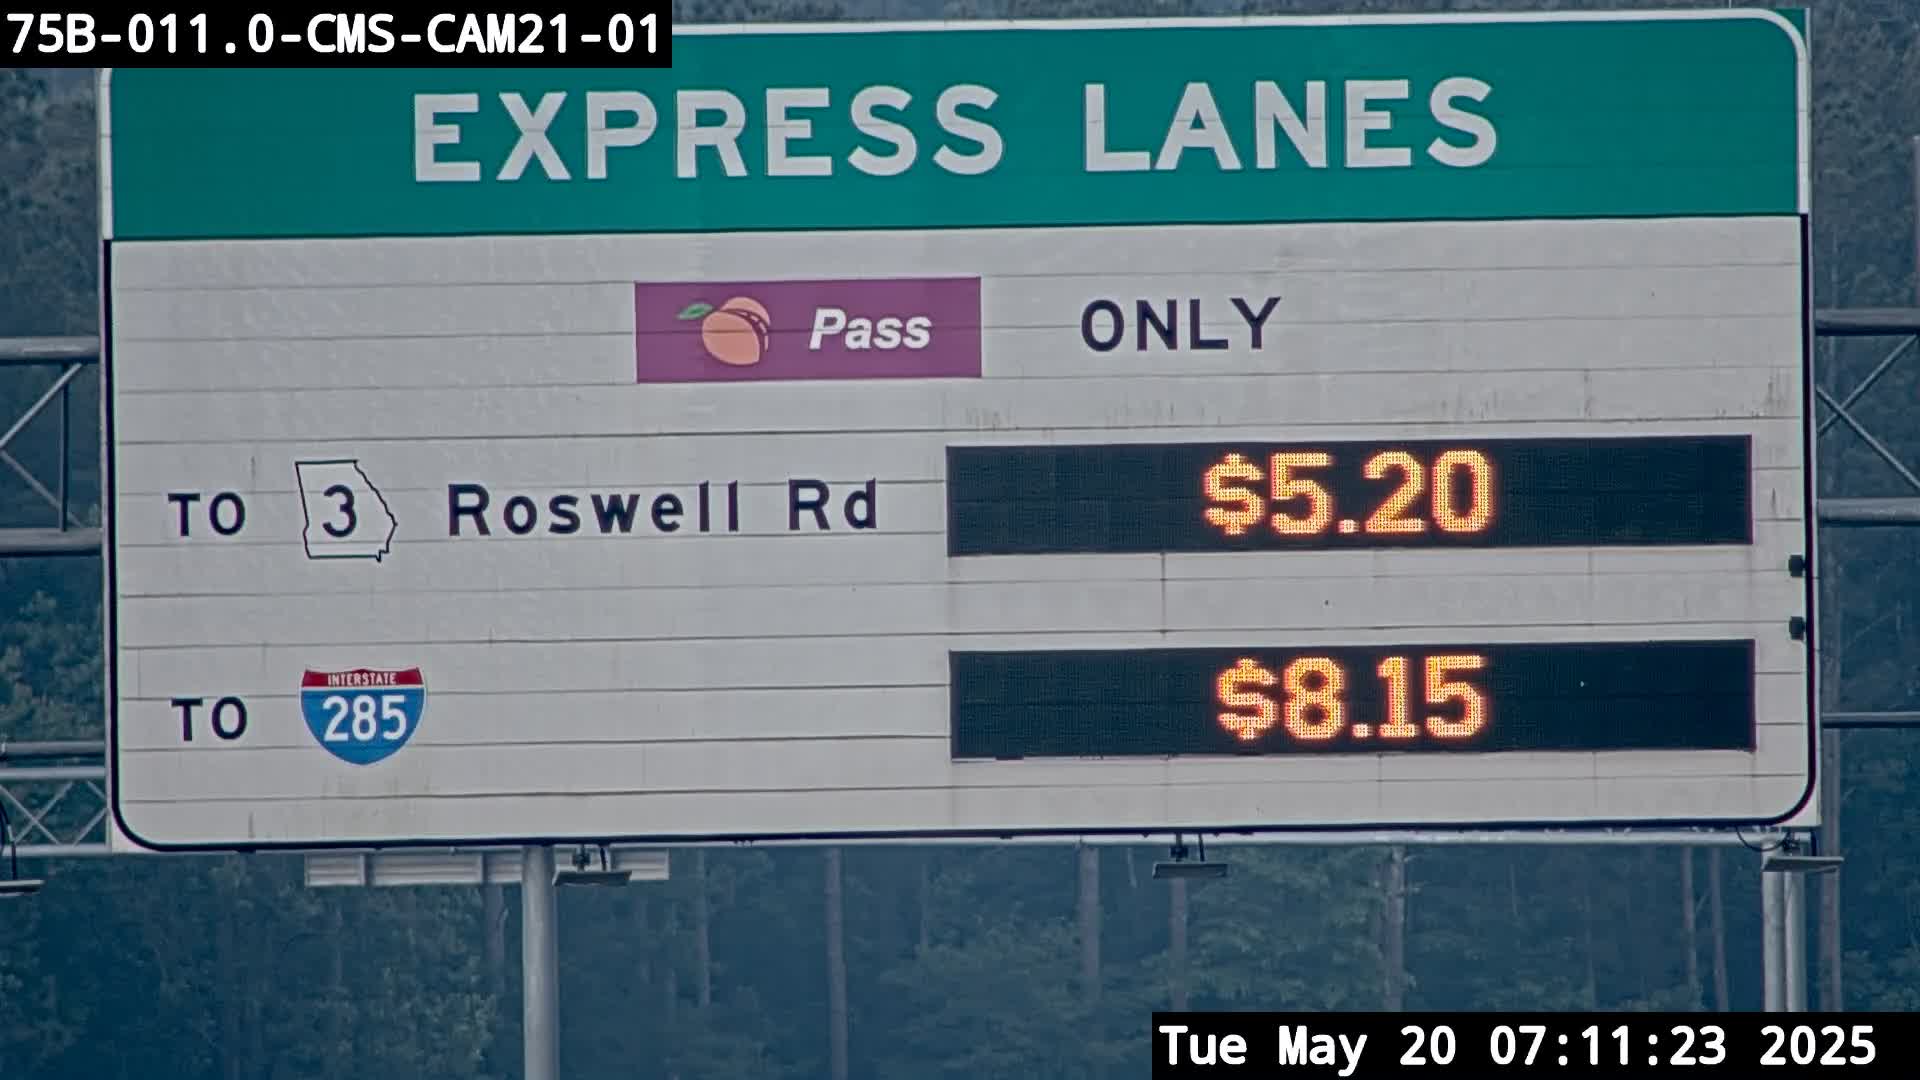 75B-011.0-CMS-CAM21-01
EXPRESS LANES
Pass ONLY
TO 3 Roswell Rd $5.20
INTERSTATE
TO 285 $8.15
Tue May 20 07:11:23 2025